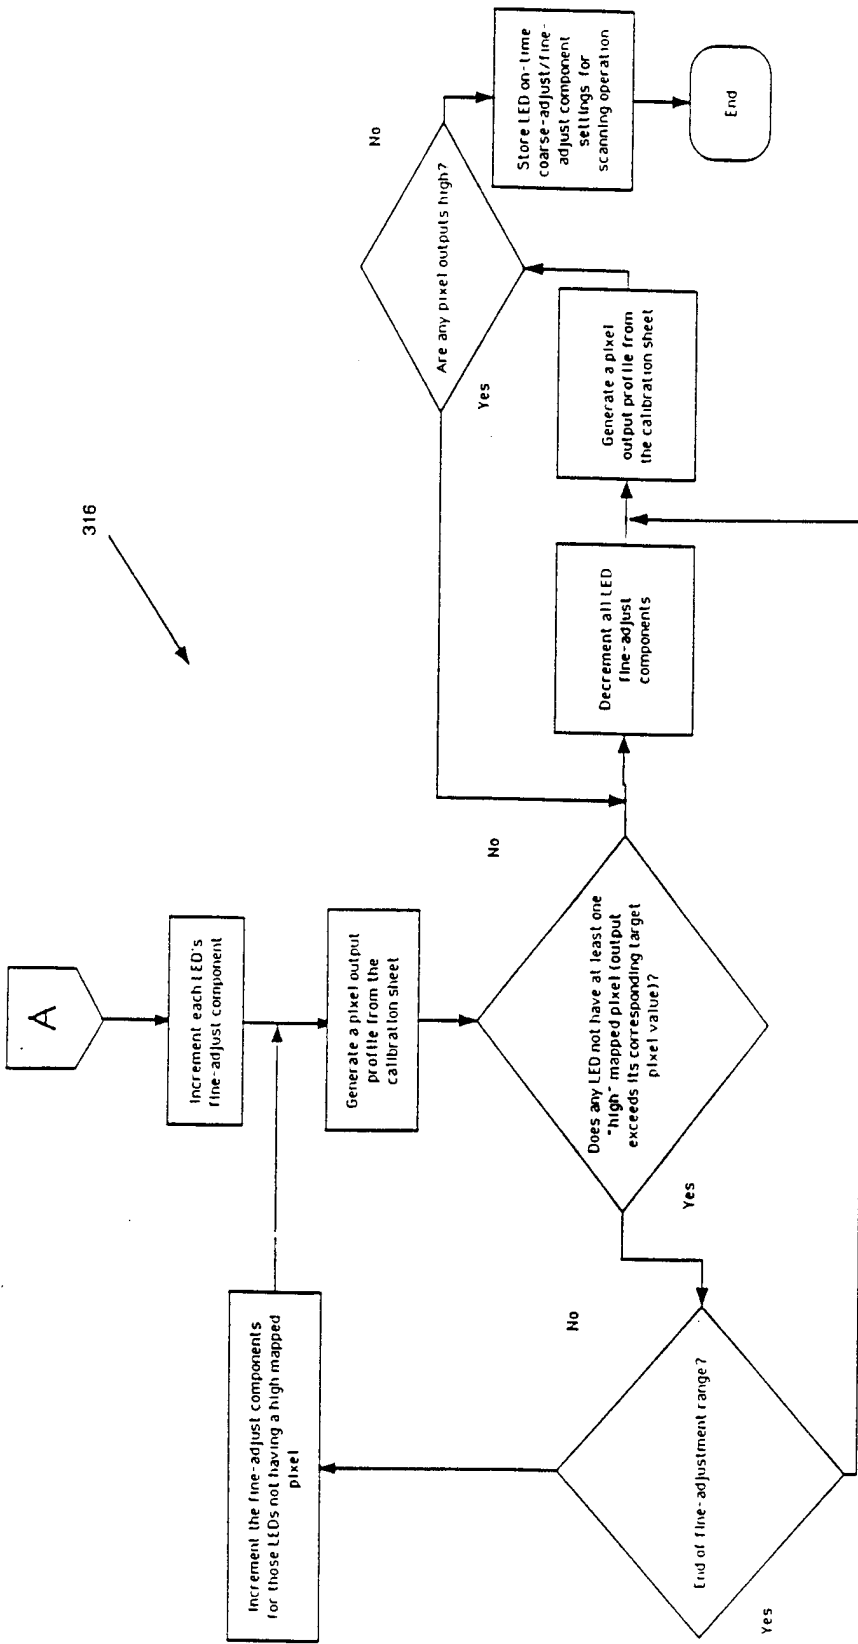 316
A
Increment each LED's
fine-adjust component
Generate a pixel output
profile from the
calibration sheet
Increment the fine-adjust components
for those LEDs not having a high mapped
pixel
Does any LED not have at least one
"high" mapped pixel (output
exceeds its corresponding target
pixel value)?
Yes
No
End of fine-adjustment range?
No
Yes
Decrement all LED
fine-adjust
components
Generate a pixel
output profile from
the calibration sheet
Are any pixel outputs high?
Yes
No
Store LED on-time
coarse-adjust/fine-
adjust component
settings for
scanning operation
End